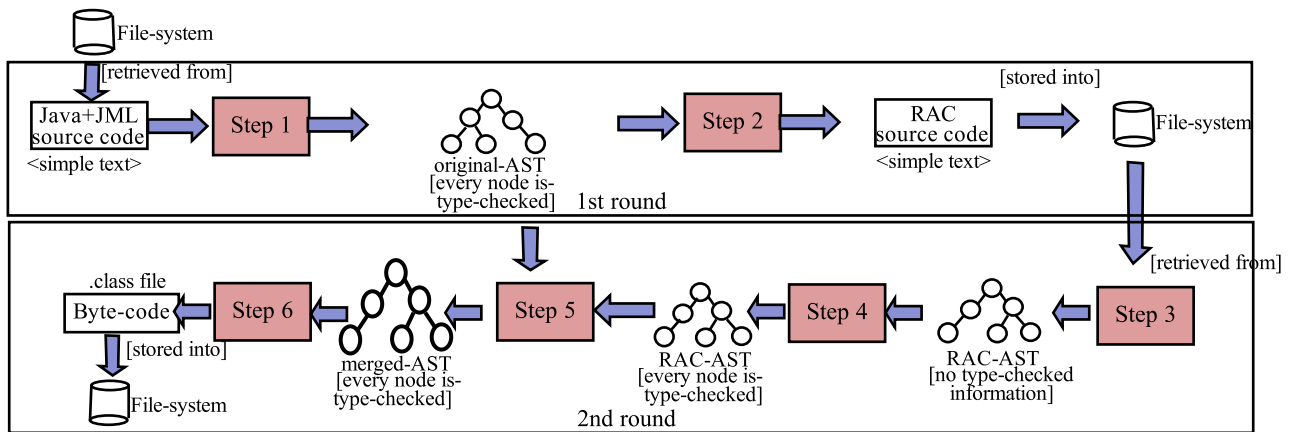 File-system
[retrieved from]
Java+JML
source code
<simple text>
Step 1
original-AST
[every node is-
type-checked]
1st round
Step 2
RAC
source code
<simple text>
[stored into]
File-system
[retrieved from]
Step 3
RAC-AST
[no type-checked
information]
Step 4
RAC-AST
[every node is-
type-checked]
Step 5
merged-AST
[every node is-
type-checked]
Step 6
.class file
Byte-code
[stored into]
File-system
2nd round